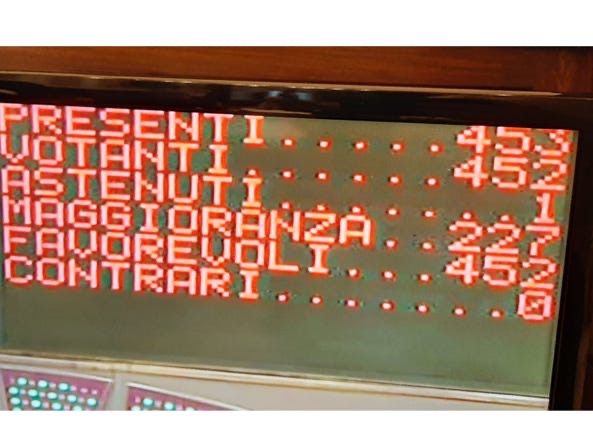 PRESENTI......453
VOTANTI.......452
ASTENUTI........1
MAGGIORANZA...227
FAVOREVOLI....452
CONTRARI........0